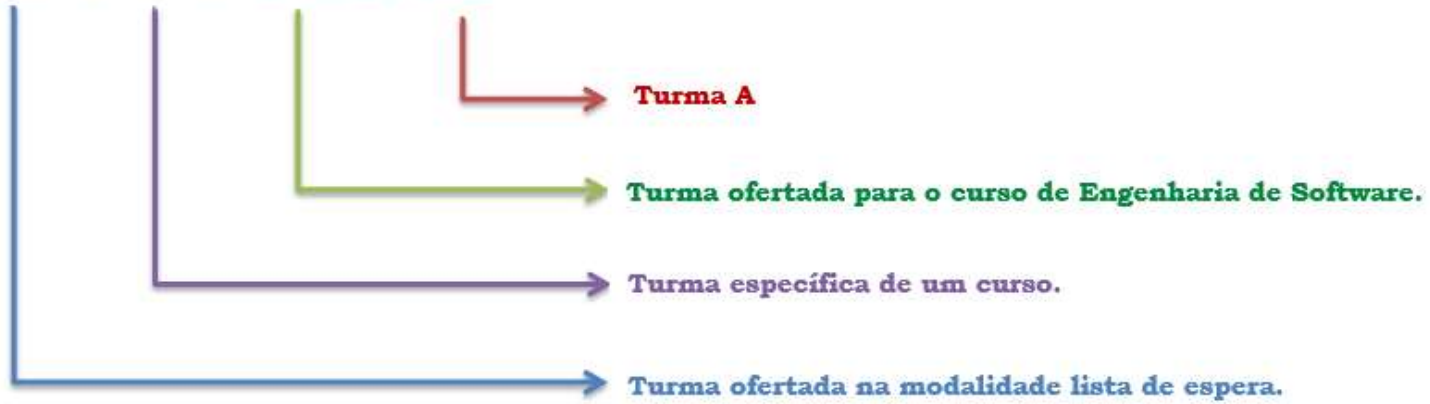 Turma A
Turma ofertada para o curso de Engenharia de Software.
Turma específica de um curso.
Turma ofertada na modalidade lista de espera.